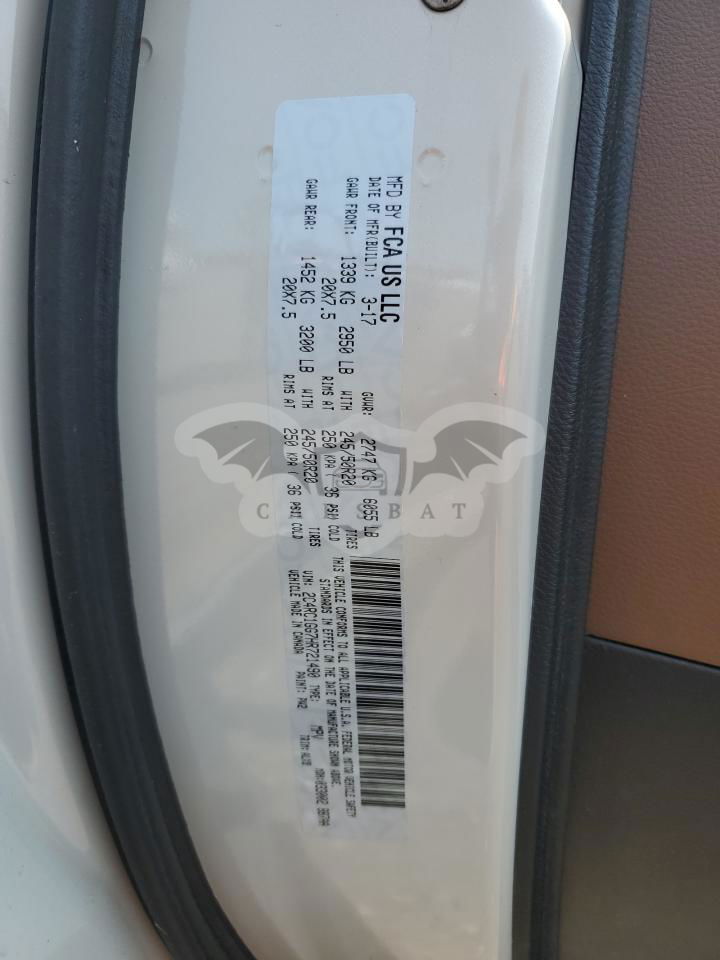 MFD BY FCA US LLC
DATE OF MFR(BUILT): 3-17 GVWR: 2747 KG 6055 LB
GAWR FRONT: 1339 KG 2950 LB WITH 245/50R20 TIRES
20X7.5 RIMS AT 250 KPA ( 36 PSI) COLD
GAWR REAR: 1452 KG 3200 LB WITH 245/50R20 TIRES
20X7.5 RIMS AT 250 KPA ( 36 PSI) COLD
THIS VEHICLE CONFORMS TO ALL APPLICABLE U.S.A. FEDERAL MOTOR VEHICLE SAFETY
STANDARDS IN EFFECT ON THE DATE OF MANUFACTURE SHOWN ABOVE.
VIN: 2C4RC1GG7HR721490 TYPE: MPV
VEHICLE MADE IN CANADA PAINT: PW2 TRIM:
CARSBAT